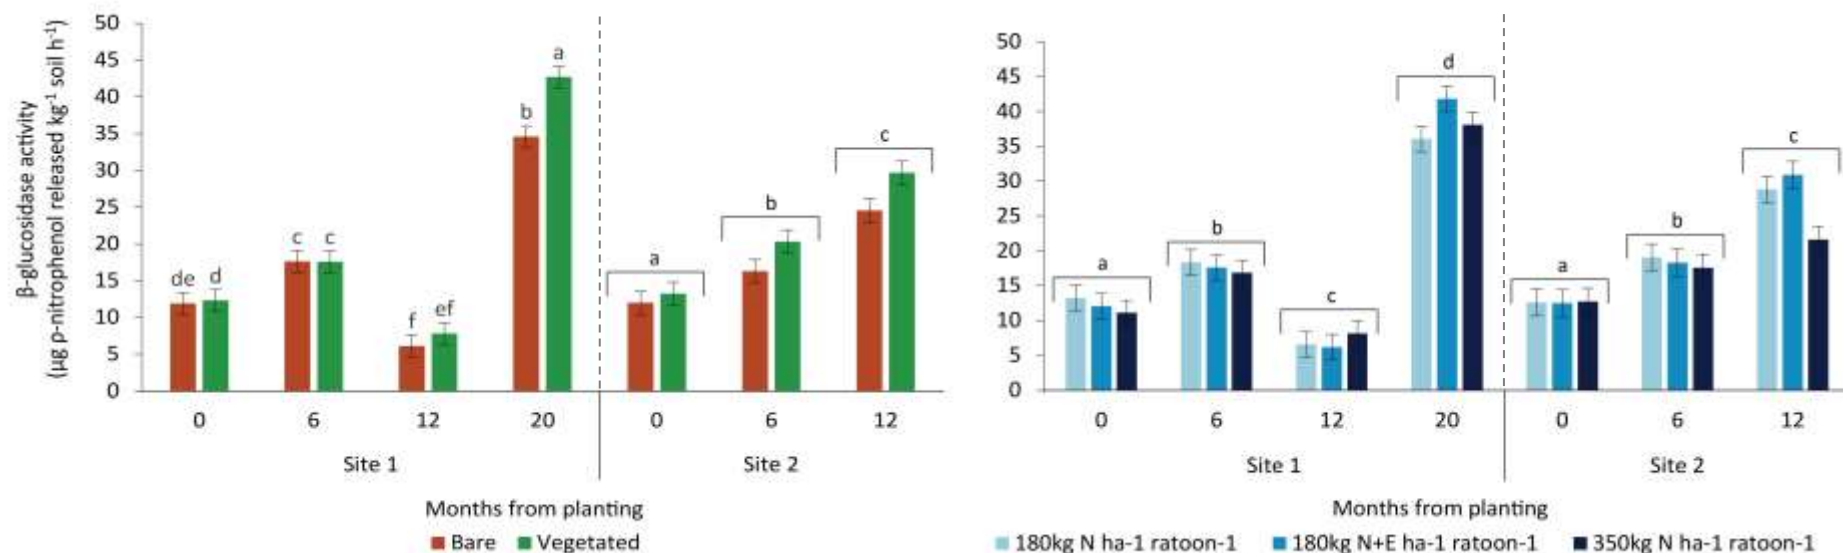 β-glucosidase activity
(µg ρ-nitrophenol released kg⁻¹ soil h⁻¹)
50
45
40
35
30
25
20
15
10
5
0
de d
c c
f ef
b a
a
b
c
0 6 12 20 0 6 12
Site 1 Site 2
Months from planting
Bare Vegetated
50
45
40
35
30
25
20
15
10
5
0
a
b
c
d
a
b
c
0 6 12 20 0 6 12
Site 1 Site 2
Months from planting
180kg N ha-1 ratoon-1 180kg N+E ha-1 ratoon-1 350kg N ha-1 ratoon-1